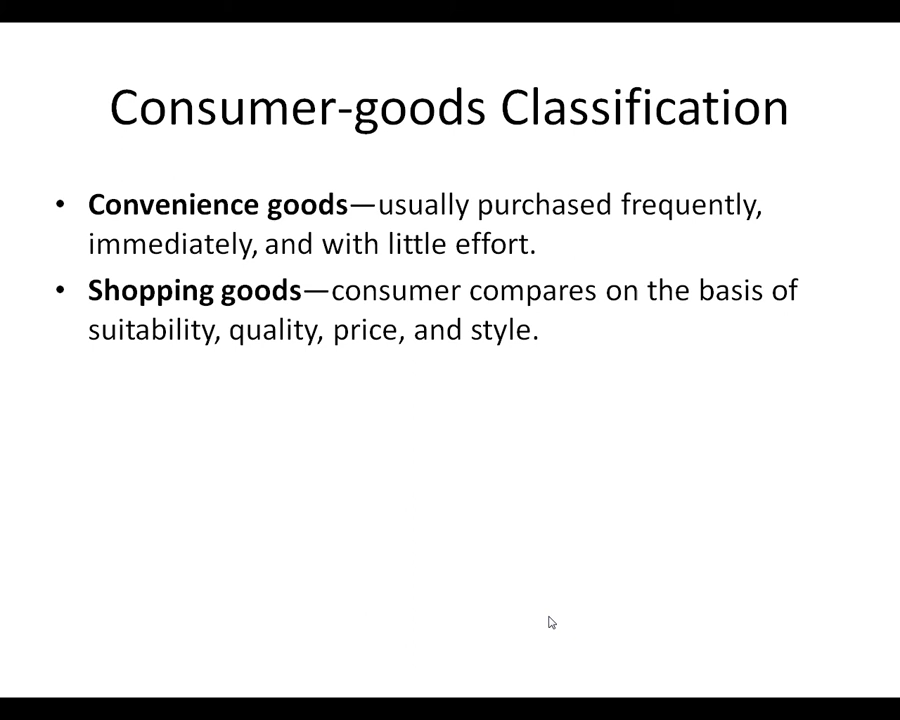 Consumer-goods Classification
• Convenience goods—usually purchased frequently,
immediately, and with little effort.
• Shopping goods—consumer compares on the basis of
suitability, quality, price, and style.